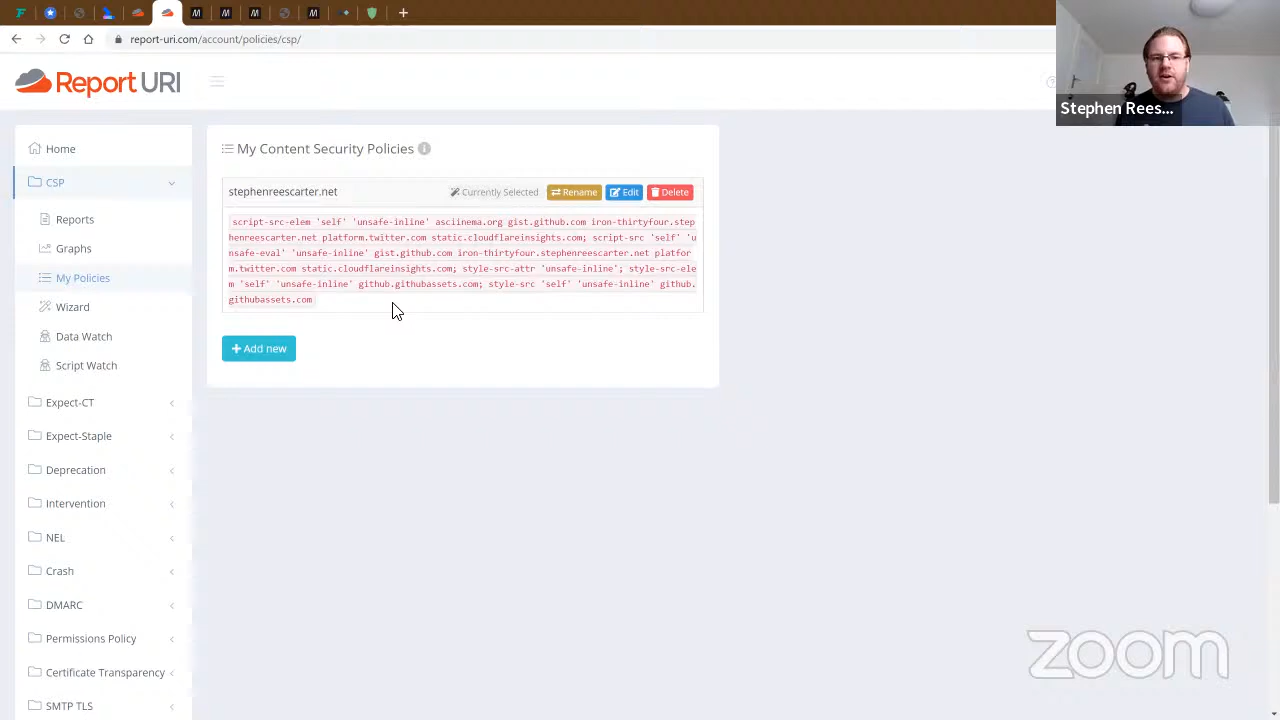 report-uri.com/account/policies/csp/
Report URI
Stephen Rees...
Home
CSP
Reports
Graphs
My Policies
Wizard
Data Watch
Script Watch
Expect-CT
Expect-Staple
Deprecation
Intervention
NEL
Crash
DMARC
Permissions Policy
Certificate Transparency
SMTP TLS
My Content Security Policies
stephenreescarter.net Currently Selected Rename Edit Delete
script-src-elem 'self' 'unsafe-inline' asciinema.org gist.github.com iron-thirtyfour.step
henreescarter.net platform.twitter.com static.cloudflareinsights.com; script-src 'self' 'u
nsafe-eval' 'unsafe-inline' gist.github.com iron-thirtyfour.stephenreescarter.net platfor
m.twitter.com static.cloudflareinsights.com; style-src-attr 'unsafe-inline'; style-src-ele
m 'self' 'unsafe-inline' github.githubassets.com; style-src 'self' 'unsafe-inline' github.
githubassets.com
Add new
zoom